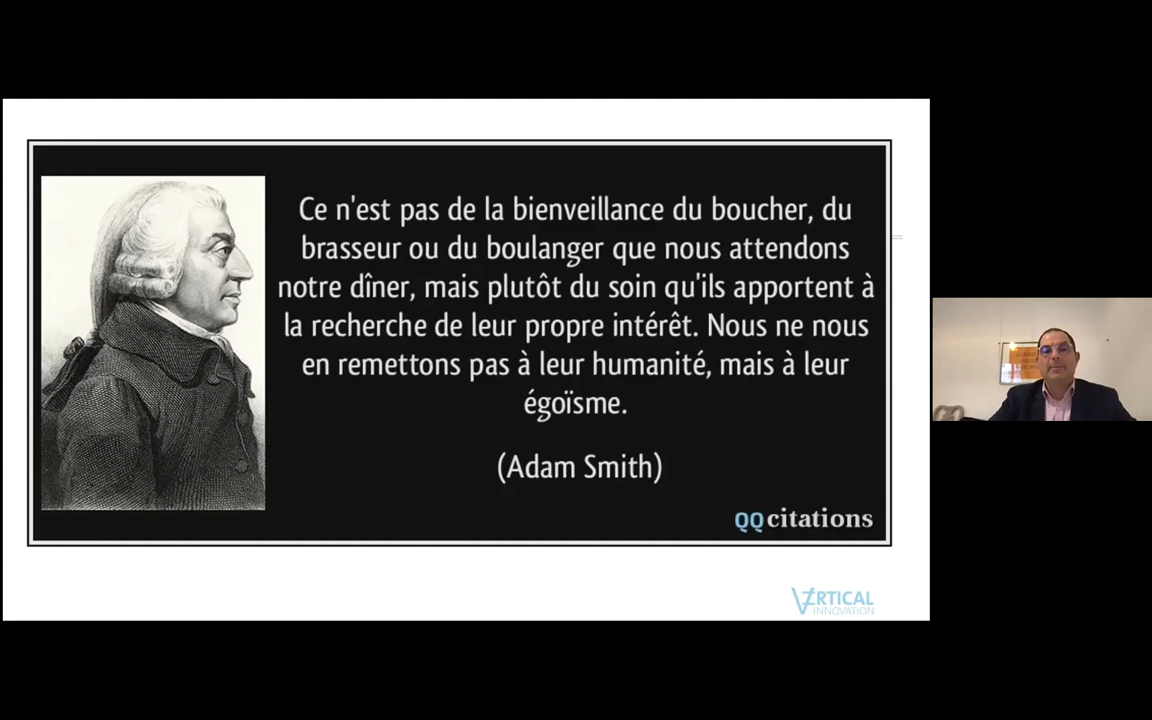 Ce n'est pas de la bienveillance du boucher, du
brasseur ou du boulanger que nous attendons
notre dîner, mais plutôt du soin qu'ils apportent à
la recherche de leur propre intérêt. Nous ne nous
en remettons pas à leur humanité, mais à leur
égoïsme.
(Adam Smith)
QQcitations
VERTICAL
INNOVATION